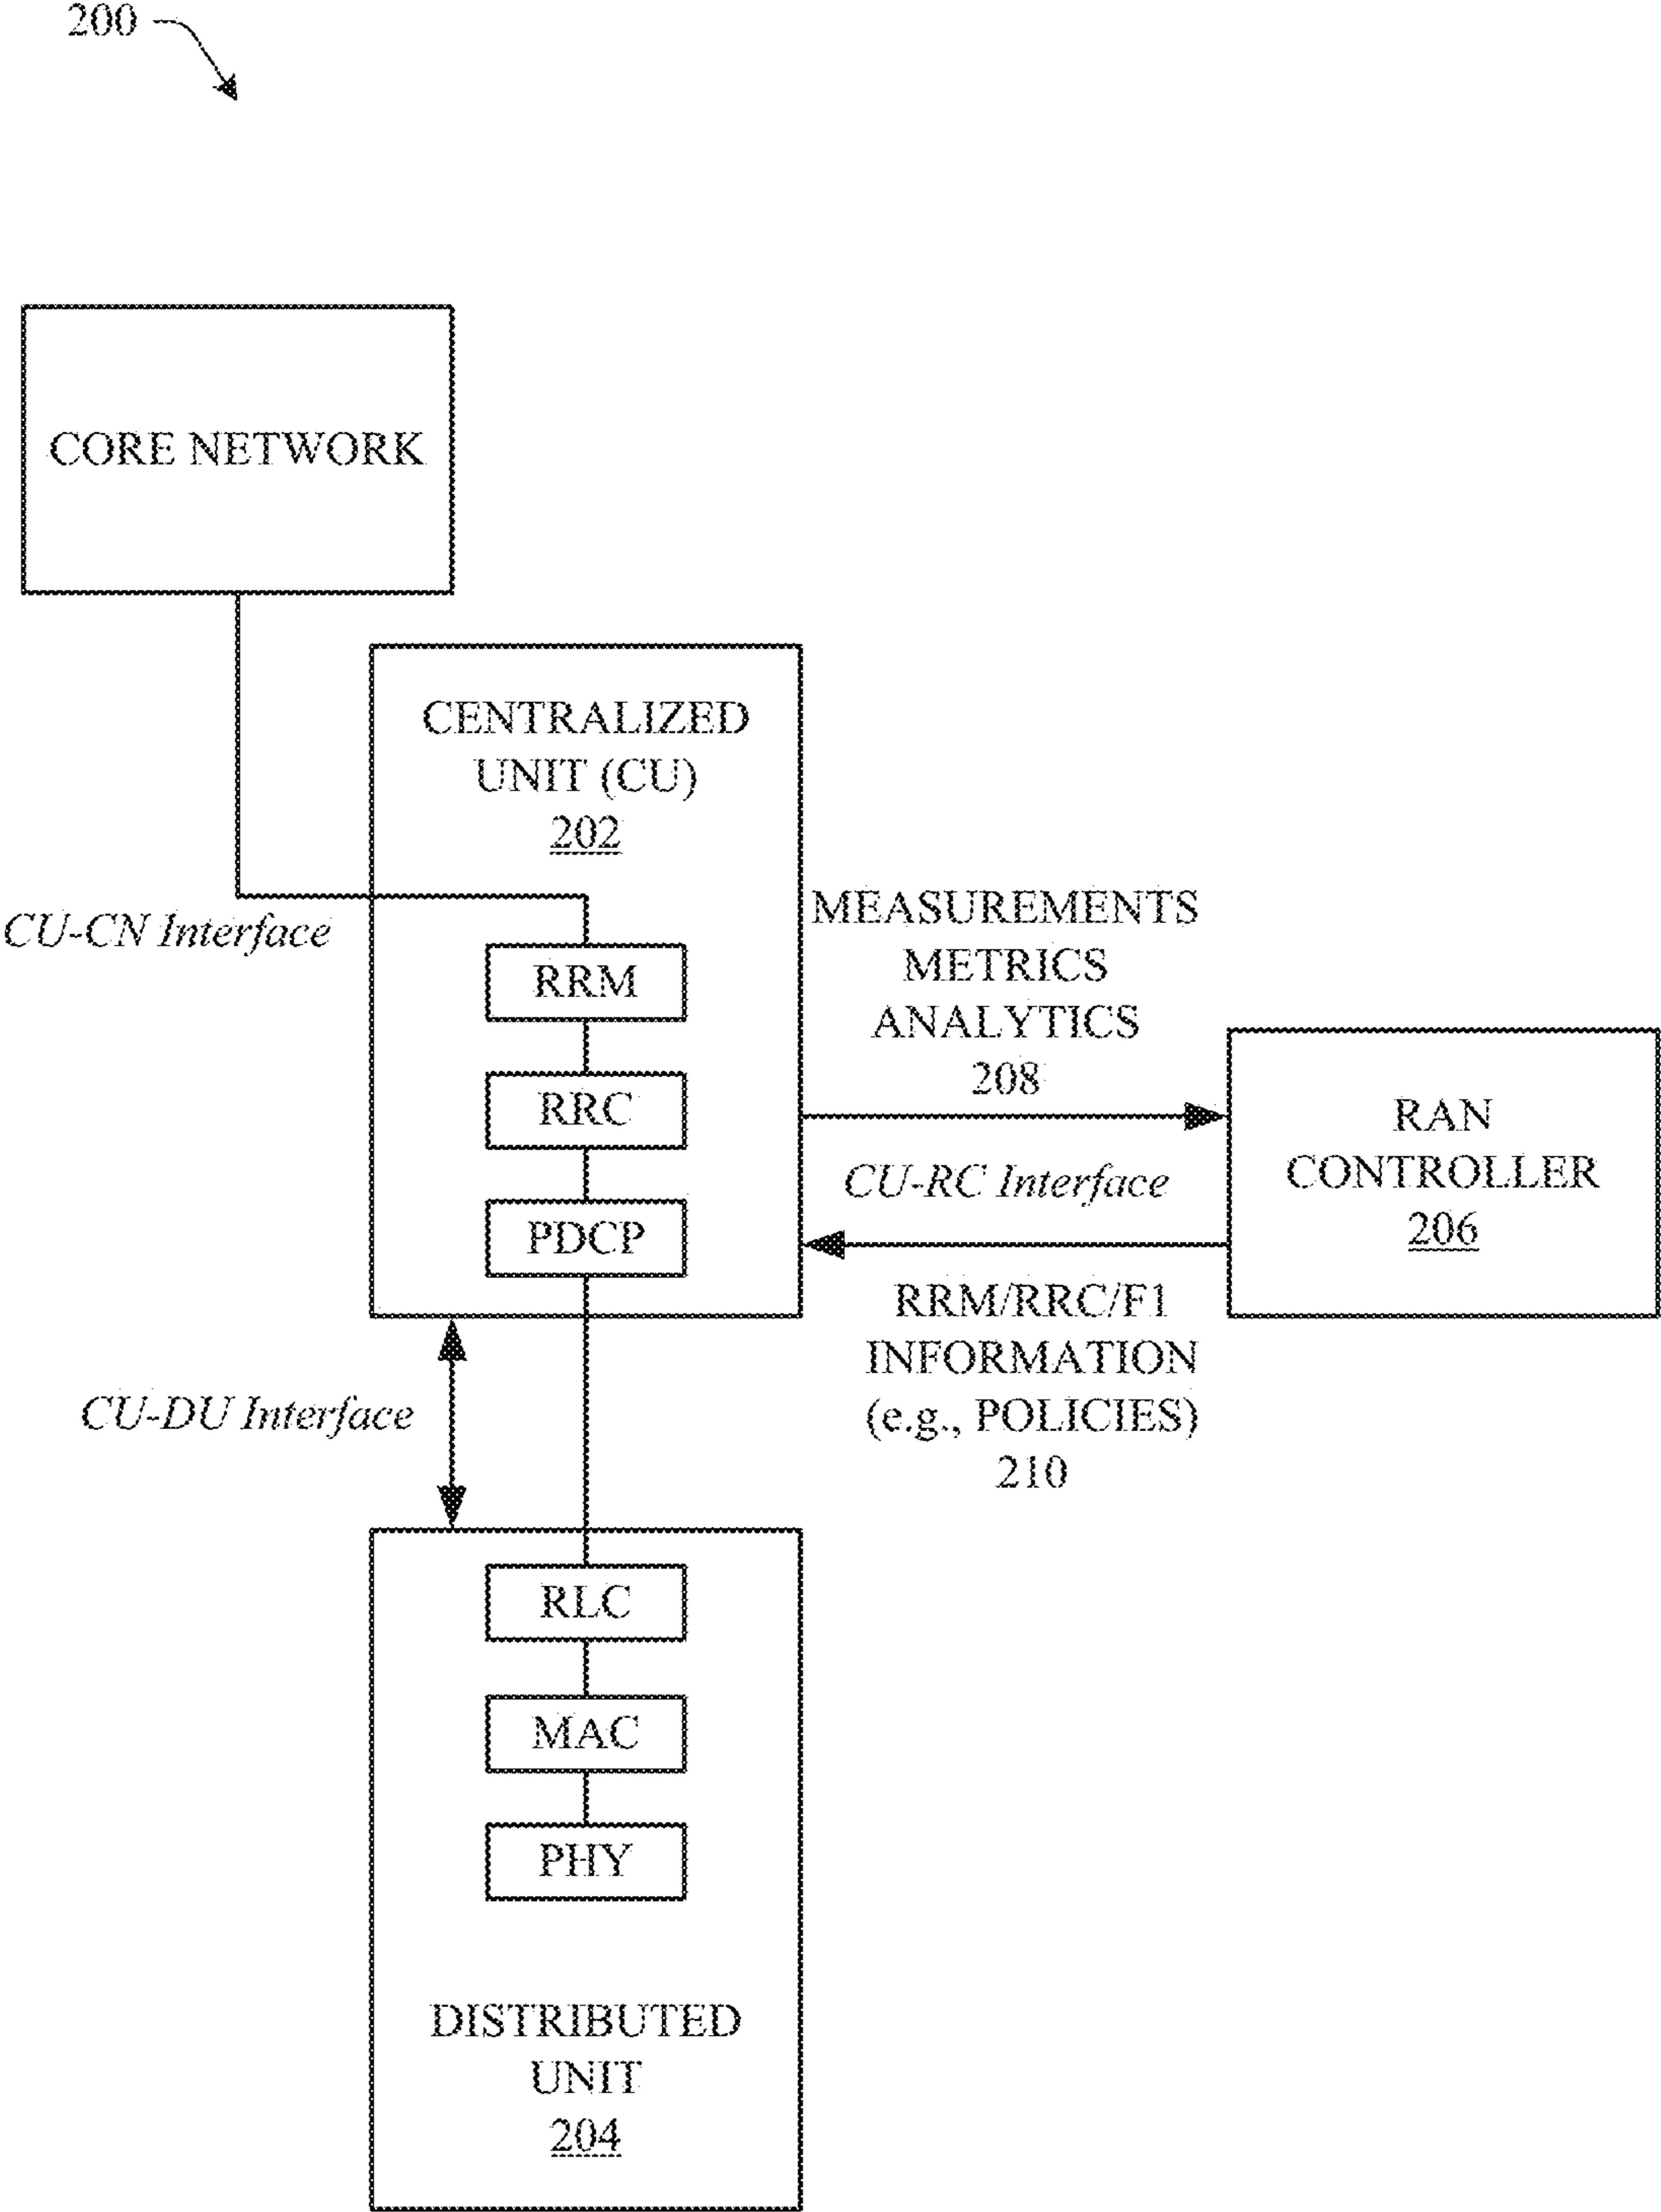 200
CORE NETWORK
CENTRALIZED
UNIT (CU)
202
CU-CN Interface
RRM
RRC
PDCP
MEASUREMENTS
METRICS
ANALYTICS
208
CU-RC Interface
RRM/RRC/F1
INFORMATION
(e.g., POLICIES)
210
RAN
CONTROLLER
206
CU-DU Interface
RLC
MAC
PHY
DISTRIBUTED
UNIT
204